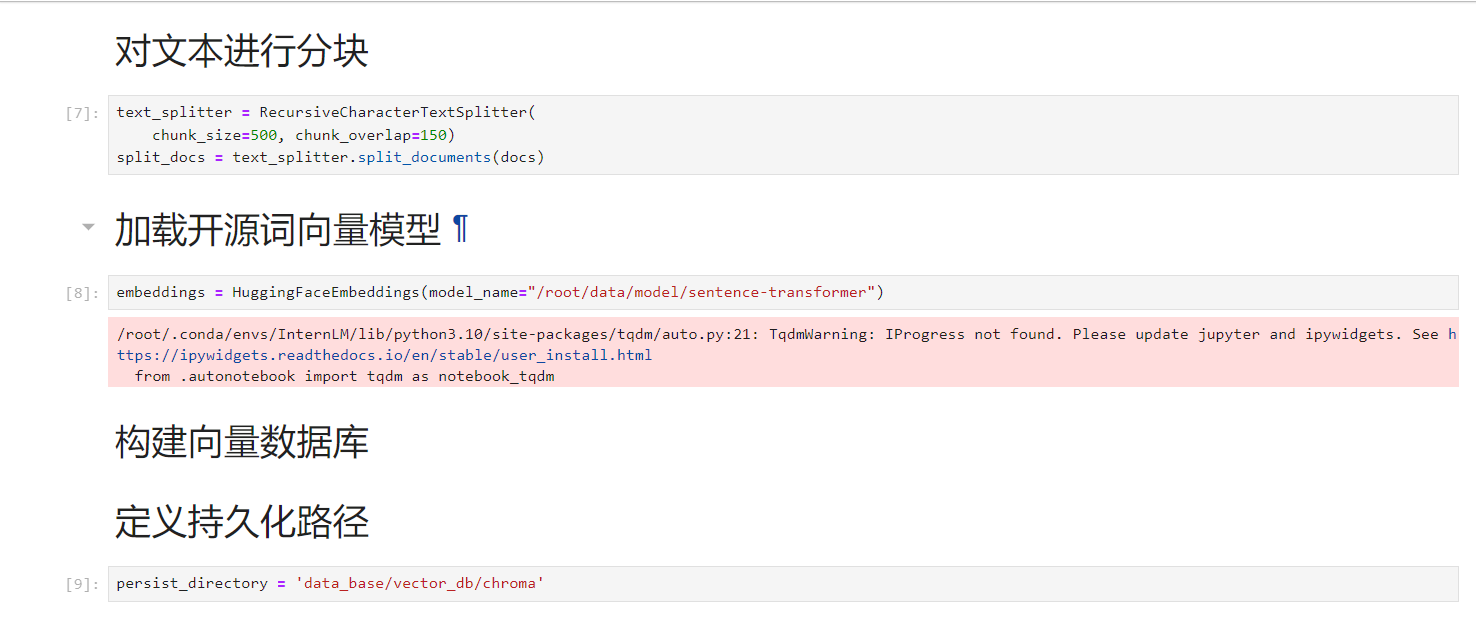 对文本进行分块
[7]: text_splitter = RecursiveCharacterTextSplitter(
    chunk_size=500, chunk_overlap=150)
split_docs = text_splitter.split_documents(docs)
加载开源词向量模型 ¶
[8]: embeddings = HuggingFaceEmbeddings(model_name="/root/data/model/sentence-transformer")
/root/.conda/envs/InternLM/lib/python3.10/site-packages/tqdm/auto.py:21: TqdmWarning: IProgress not found. Please update jupyter and ipywidgets. See h
ttps://ipywidgets.readthedocs.io/en/stable/user_install.html
  from .autonotebook import tqdm as notebook_tqdm
构建向量数据库
定义持久化路径
[9]: persist_directory = 'data_base/vector_db/chroma'